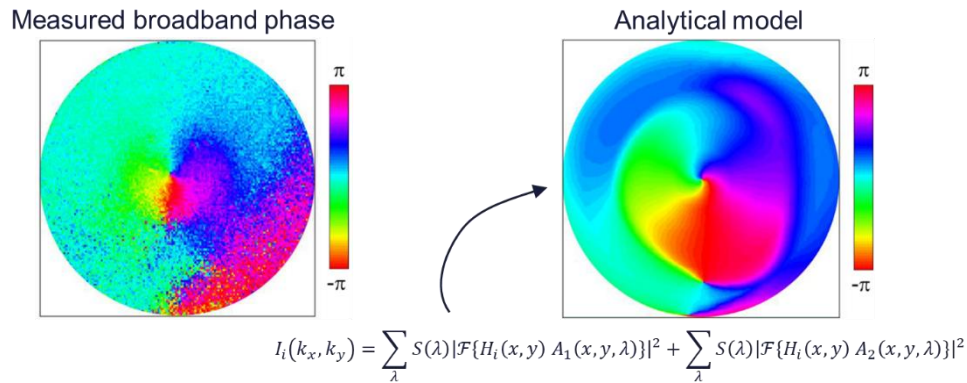 Measured broadband phase
Analytical model
π
-π
π
-π
I_i(k_x, k_y) = ∑_λ S(λ)|ℱ{H_i(x, y) A_1(x, y, λ)}|^2 + ∑_λ S(λ)|ℱ{H_i(x, y) A_2(x, y, λ)}|^2